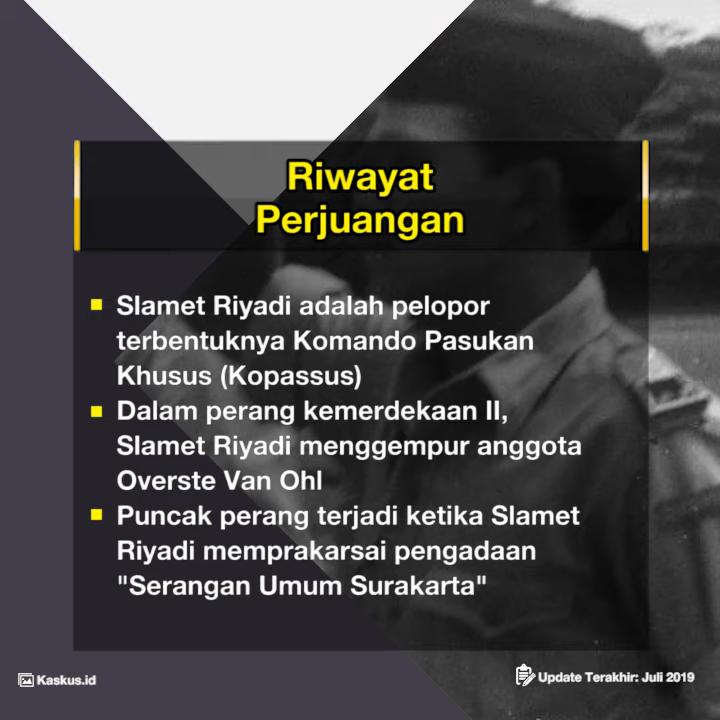 Riwayat
Perjuangan
Slamet Riyadi adalah pelopor
terbentuknya Komando Pasukan
Khusus (Kopassus)
Dalam perang kemerdekaan II,
Slamet Riyadi menggempur anggota
Overste Van Ohl
Puncak perang terjadi ketika Slamet
Riyadi memprakarsai pengadaan
"Serangan Umum Surakarta"
Kaskus.id
Update Terakhir: Juli 2019